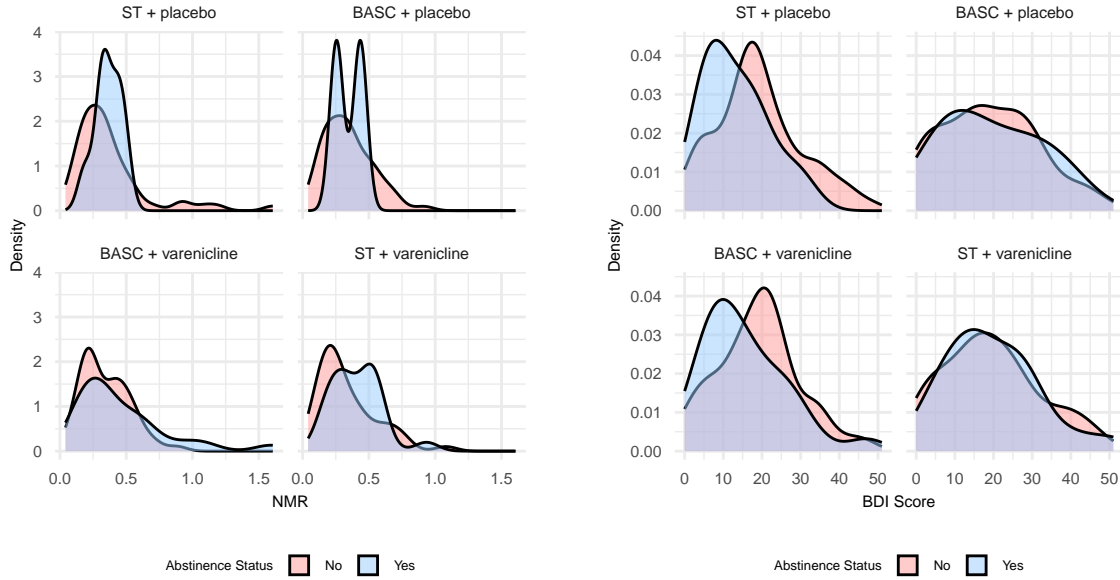 ST + placebo
BASC + placebo
4
3
2
1
0
BASC + varenicline
ST + varenicline
4
3
2
1
0
0.0 0.5 1.0 1.5 0.0 0.5 1.0 1.5
NMR
Density
Abstinence Status No Yes
ST + placebo
BASC + placebo
0.04
0.03
0.02
0.01
0.00
BASC + varenicline
ST + varenicline
0.04
0.03
0.02
0.01
0.00
0 10 20 30 40 50 0 10 20 30 40 50
BDI Score
Density
Abstinence Status No Yes